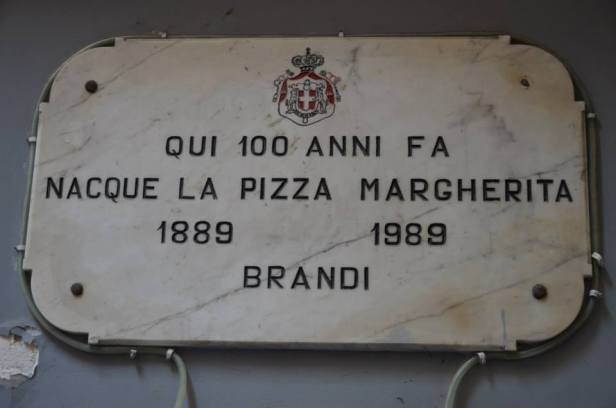 QUI 100 ANNI FA
NACQUE LA PIZZA MARGHERITA
1889 1989
BRANDI